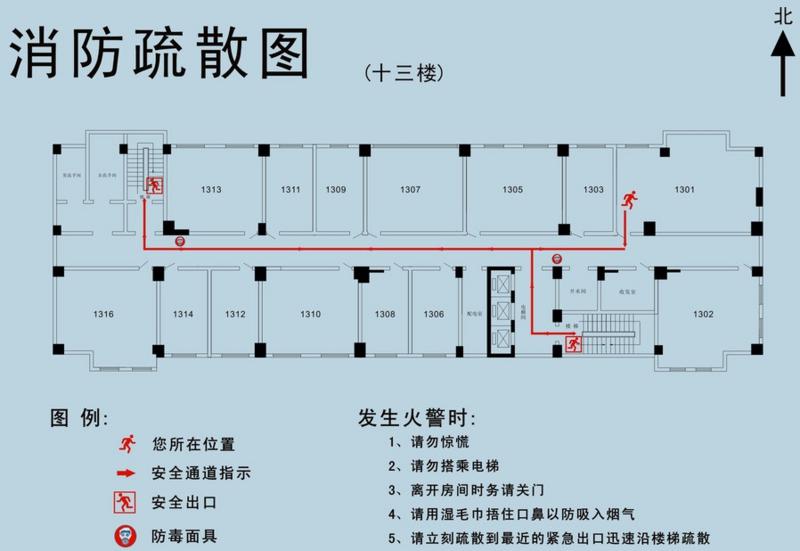 北
消防疏散图
(十三楼)
男洗手间
女洗手间
楼梯
1313
1311
1309
1307
1305
1303
1301
1316
1314
1312
1310
1308
1306
配电室
电梯间
开水间
收发室
楼梯
1302
图 例:
您所在位置
安全通道指示
安全出口
防毒面具
发生火警时:
1、请勿惊慌
2、请勿搭乘电梯
3、离开房间时务请关门
4、请用湿毛巾捂住口鼻以防吸入烟气
5、请立刻疏散到最近的紧急出口迅速沿楼梯疏散